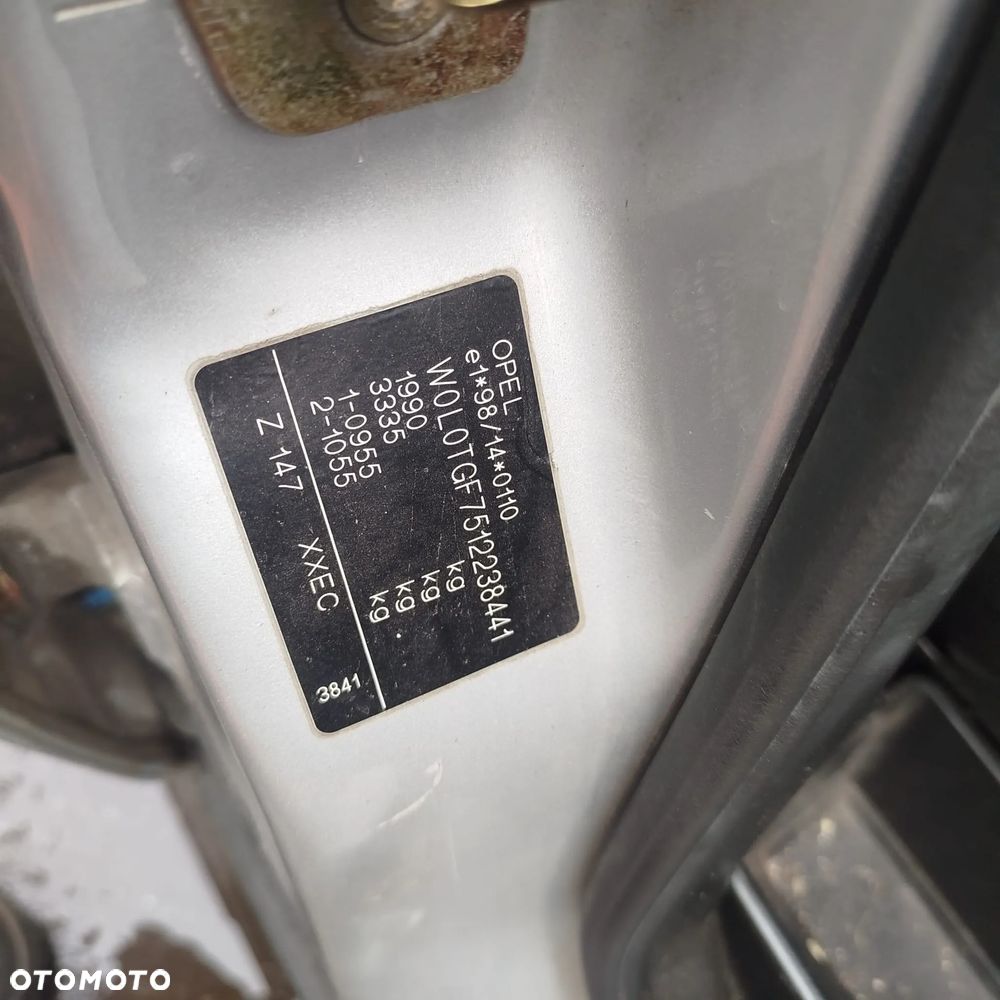 OPEL
e1*98/14*0110
W0L0TGF7512238441
1990 kg
3335 kg
1-0955 kg
2-1055 kg
Z 147 XXEC 3841
OTOMOTO